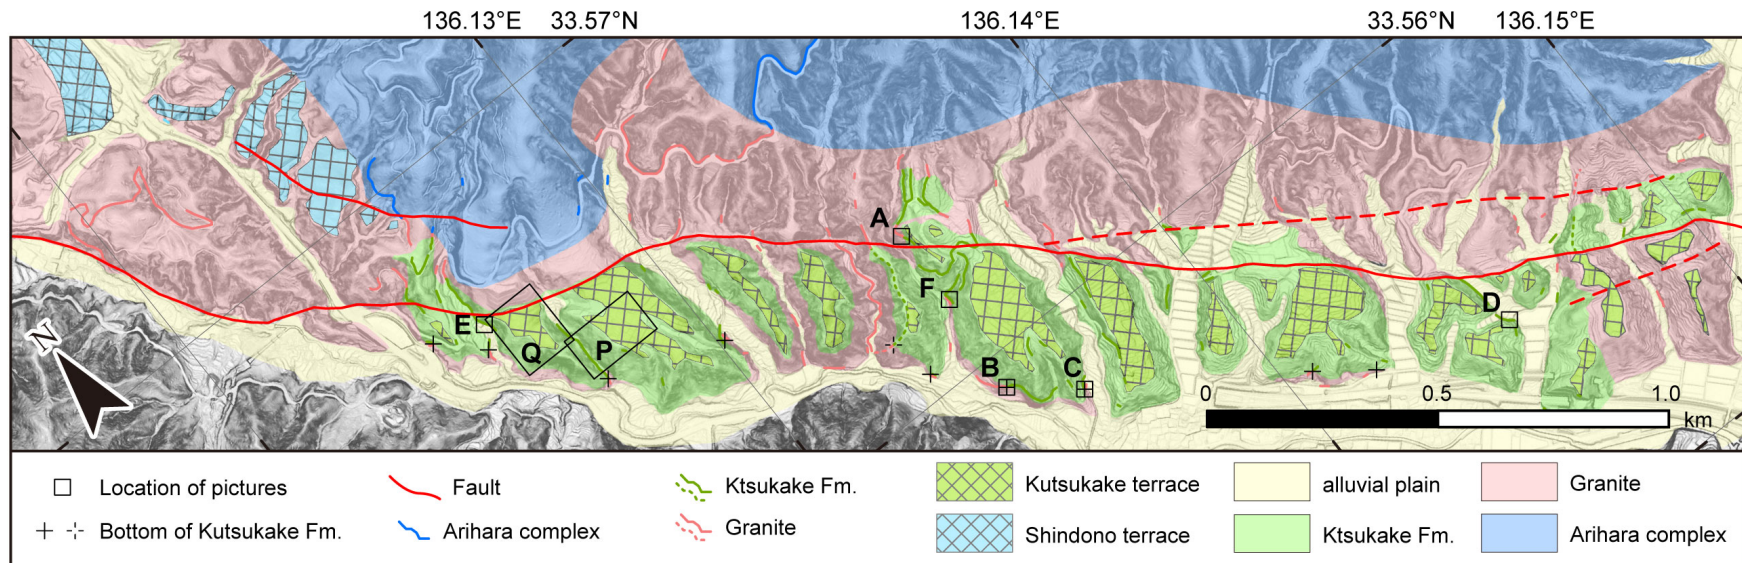 136.13°E 33.57°N 136.14°E 33.56°N 136.15°E
A
F
E
D
Q P
B C
N
0 0.5 1.0
km
Location of pictures Fault Ktsukake Fm. Kutsukake terrace alluvial plain Granite
Bottom of Kutsukake Fm. Arihara complex Granite Shindono terrace Ktsukake Fm. Arihara complex